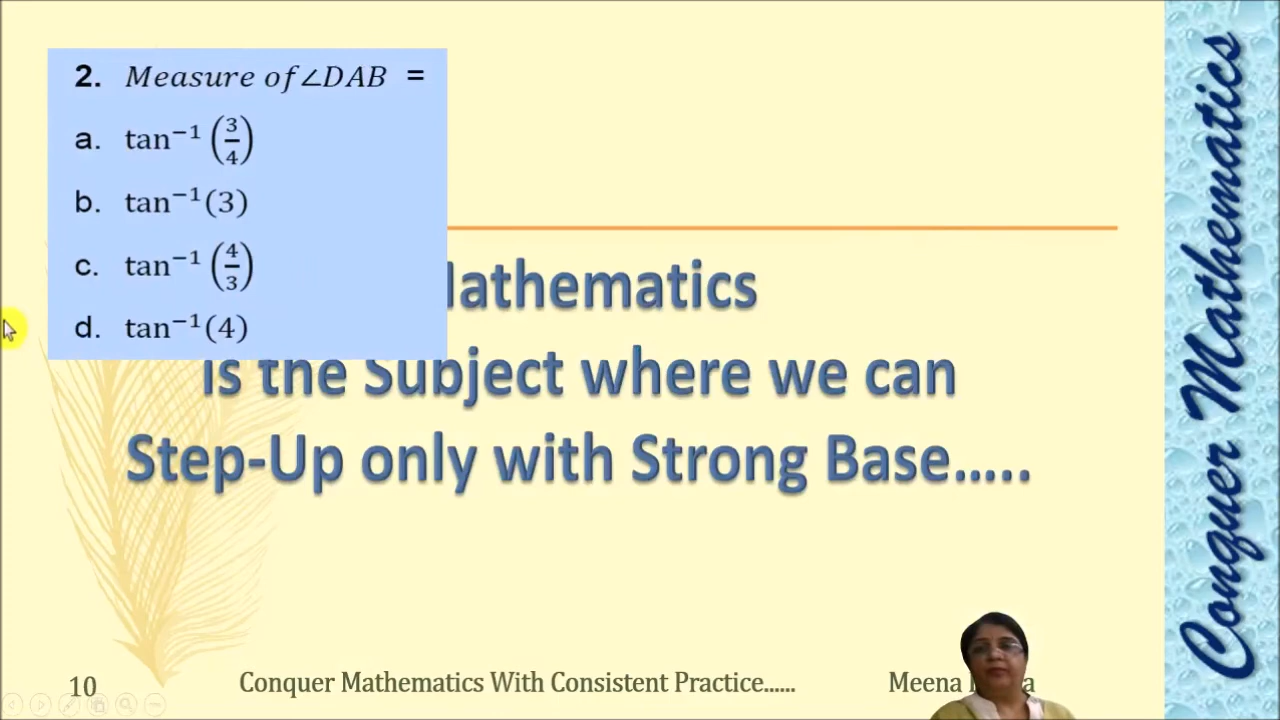 2. Measure of ∠DAB =
a. tan⁻¹ (3/4)
b. tan⁻¹(3)
c. tan⁻¹ (4/3)
d. tan⁻¹(4)
is the Subject where we can
Step-Up only with Strong Base.....
10
Conquer Mathematics With Consistent Practice......
Meena
Conquer Mathematics